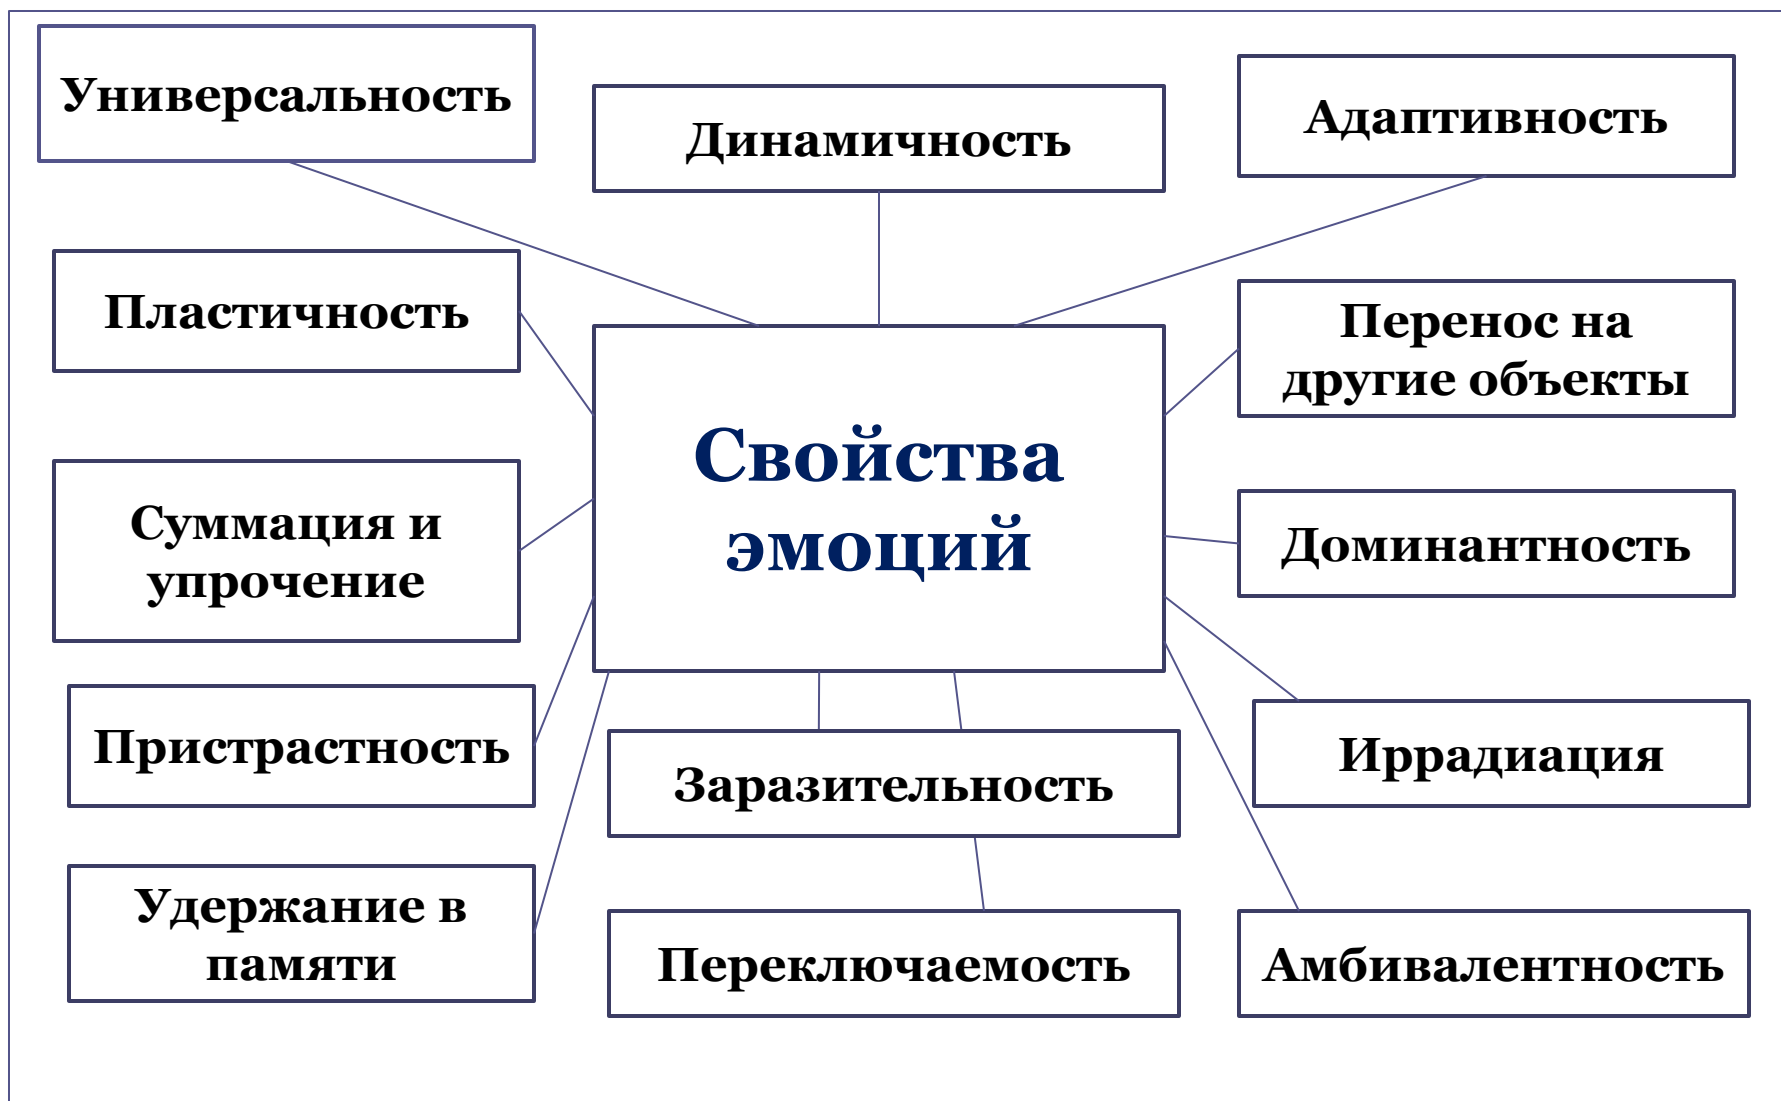 Универсальность
Динамичность
Адаптивность
Пластичность
Перенос на
другие объекты
Свойства
эмоций
Суммация и
упрочение
Доминантность
Пристрастность
Заразительность
Иррадиация
Удержание в
памяти
Переключаемость
Амбивалентность